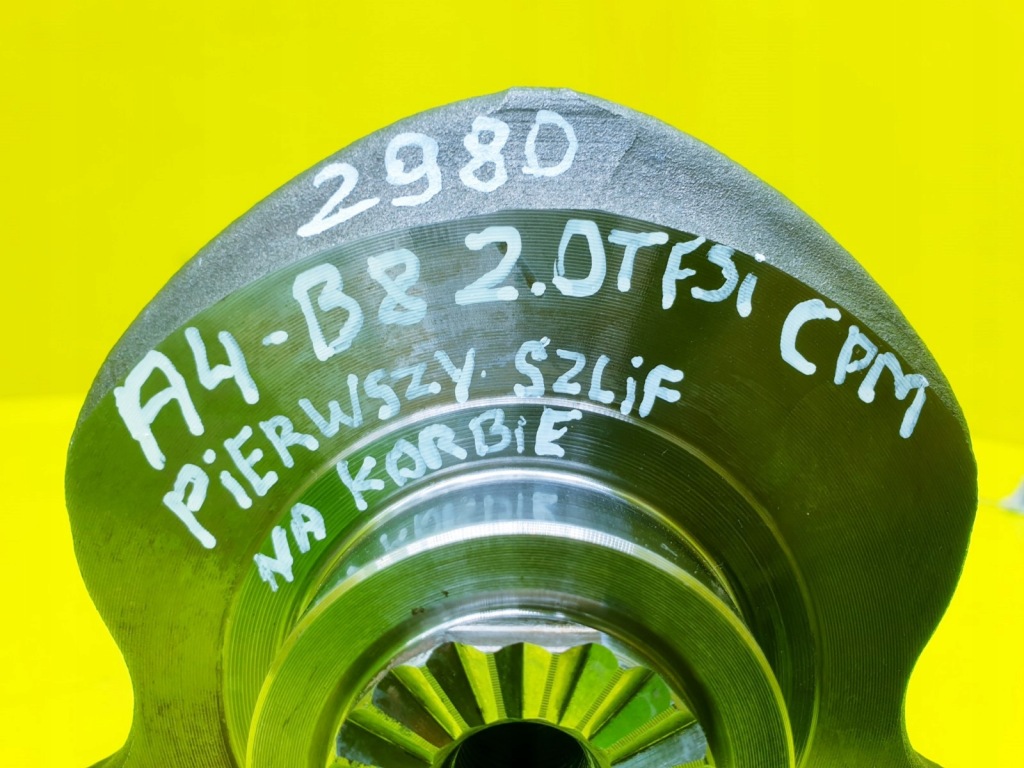 2980
A4-B8 2.0TFSi CPM
PiERWSZY. SZLiF
NA KORBiE